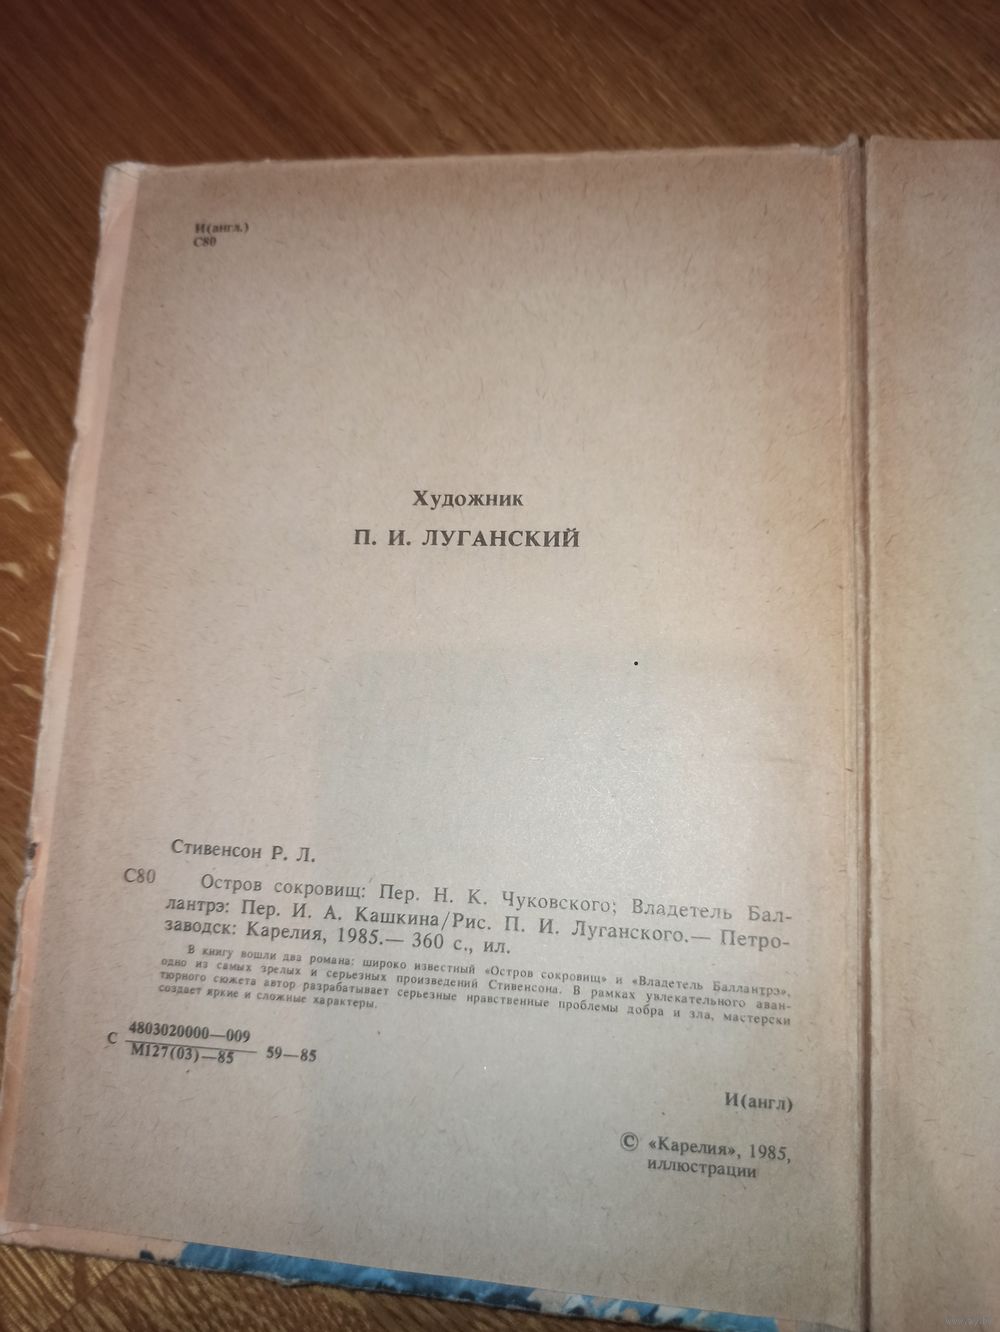 И(англ.)
С80
Художник
П. И. ЛУГАНСКИЙ
Стивенсон Р. Л.
С80 Остров сокровищ: Пер. Н. К. Чуковского; Владетель Бал-
лантрэ: Пер. И. А. Кашкина/Рис. П. И. Луганского.— Петро-
заводск: Карелия, 1985.— 360 с., ил.
В книгу вошли два романа: широко известный «Остров сокровищ» и «Владетель Баллантрэ»,
одно из самых зрелых и серьезных произведений Стивенсона. В рамках увлекательного аван-
тюрного сюжета автор разрабатывает серьезные нравственные проблемы добра и зла, мастерски
создает яркие и сложные характеры.
4803020000—009
С 59—85
М127(03)—85
И(англ)
© «Карелия», 1985,
иллюстрации